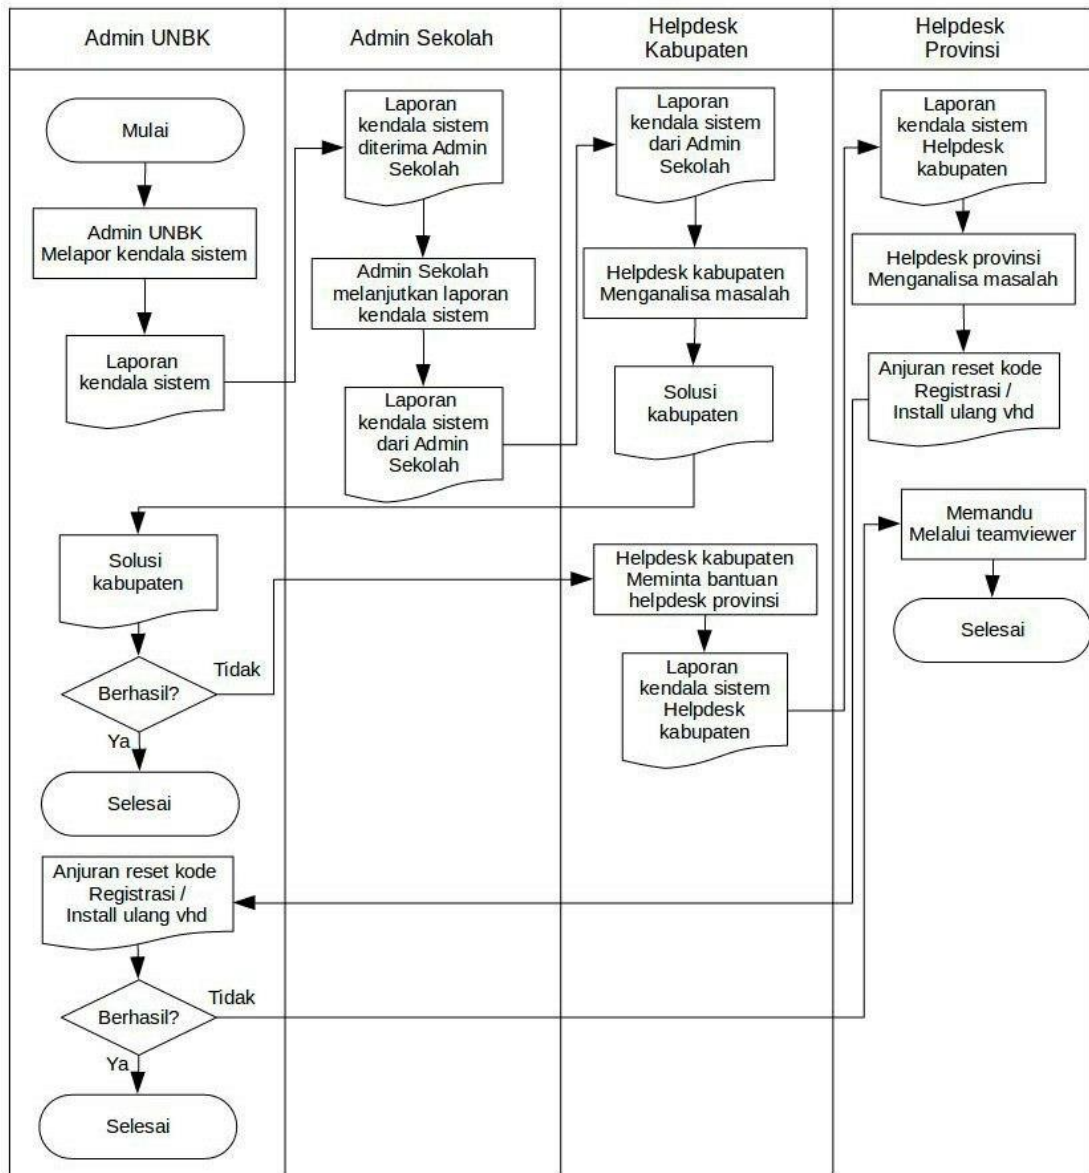 Admin UNBK
Admin Sekolah
Helpdesk
Kabupaten
Helpdesk
Provinsi
Mulai
Admin UNBK
Melapor kendala sistem
Laporan
kendala sistem
Solusi
kabupaten
Berhasil?
Tidak
Ya
Selesai
Anjuran reset kode
Registrasi /
Install ulang vhd
Berhasil?
Tidak
Ya
Selesai
Laporan
kendala sistem
diterima Admin
Sekolah
Admin Sekolah
melanjutkan laporan
kendala sistem
Laporan
kendala sistem
dari Admin
Sekolah
Laporan
kendala sistem
dari Admin
Sekolah
Helpdesk kabupaten
Menganalisa masalah
Solusi
kabupaten
Helpdesk kabupaten
Meminta bantuan
helpdesk provinsi
Laporan
kendala sistem
Helpdesk
kabupaten
Laporan
kendala sistem
Helpdesk
kabupaten
Helpdesk provinsi
Menganalisa masalah
Anjuran reset kode
Registrasi /
Install ulang vhd
Memandu
Melalui teamviewer
Selesai